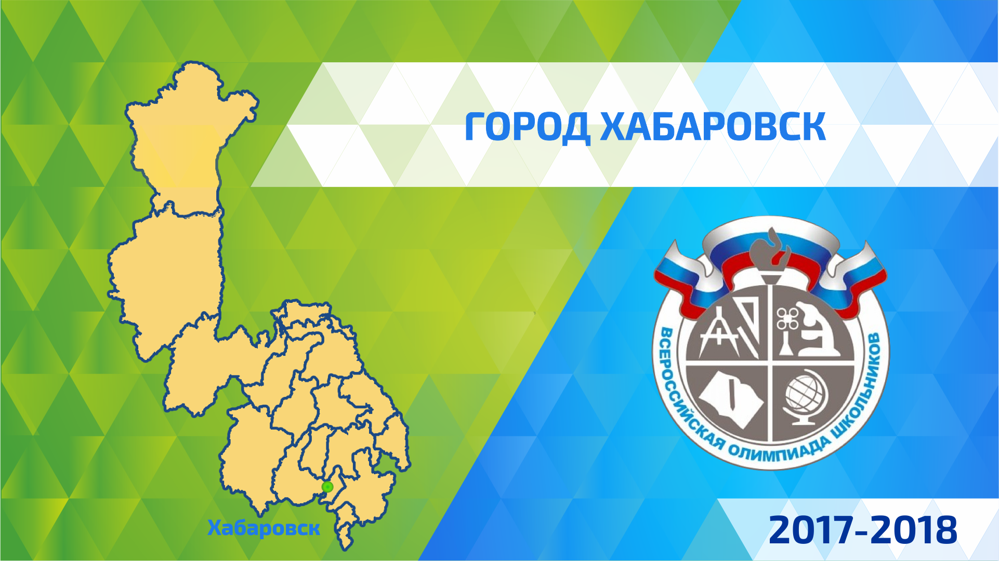 ГОРОД ХАБАРОВСК
ВСЕРОССИЙСКАЯ ОЛИМПИАДА ШКОЛЬНИКОВ
Хабаровск
2017-2018